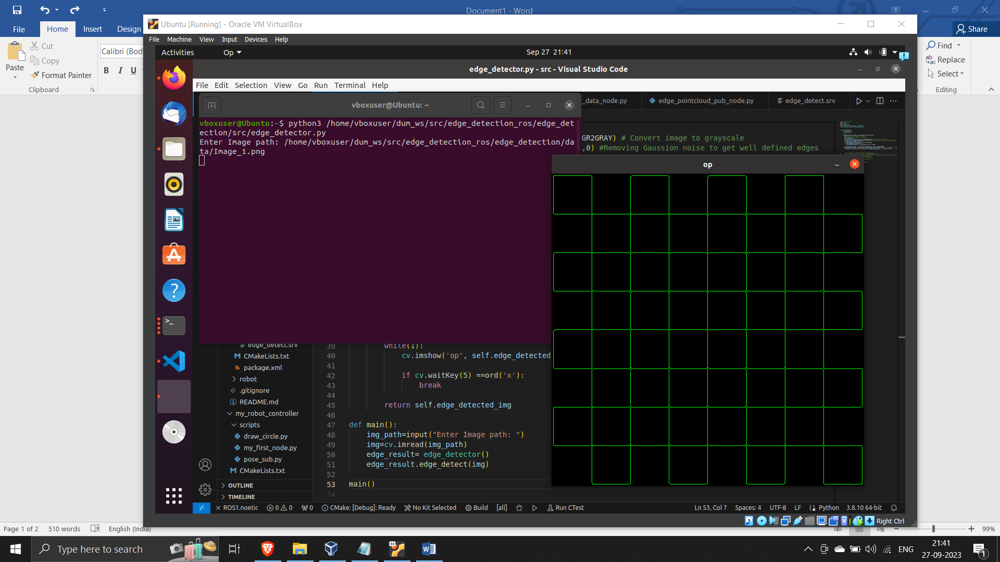 Document1 - Word
File
Home
Insert
Design
Share
Paste
Cut
Copy
Format Painter
Clipboard
Calibri (Bod
B I U
Find
Replace
Select
Editing
Ubuntu [Running] - Oracle VM VirtualBox
File Machine View Input Devices Help
Activities
Op
Sep 27 21:41
edge_detector.py - src - Visual Studio Code
File Edit Selection View Go Run Terminal Help
_data_node.py
edge_pointcloud_pub_node.py
edge_detect.srv
vboxuser@Ubuntu: ~
vboxuser@Ubuntu:~$ python3 /home/vboxuser/dum_ws/src/edge_detection_ros/edge_det
ection/src/edge_detector.py
Enter Image path: /home/vboxuser/dum_ws/src/edge_detection_ros/edge_detection/da
ta/Image_1.png
GR2GRAY) # Convert image to grayscale
,0) #Removing Gaussion noise to get well defined edges
op
edge_detect.srv
CMakeLists.txt
package.xml
robot
.gitignore
README.md
my_robot_controller
scripts
draw_circle.py
my_first_node.py
pose_sub.py
CMakeLists.txt
OUTLINE
TIMELINE
39 while(1):
40 cv.imshow('op', self.edge_detected_
41
42 if cv.waitKey(5) ==ord('x'):
43 break
44
45 return self.edge_detected_img
46
47 def main():
48 img_path=input("Enter Image path: ")
49 img=cv.imread(img_path)
50 edge_result= edge_detector()
51 edge_result.edge_detect(img)
52
53 main()
54
ROS1.noetic 0 0 0 CMake: [Debug]: Ready No Kit Selected Build [all] Run CTest
Ln 53, Col 7 Spaces: 4 UTF-8 LF Python 3.8.10 64-bit
Right Ctrl
Page 1 of 2 510 words English (India)
99%
Type here to search
ENG
21:41
27-09-2023
1